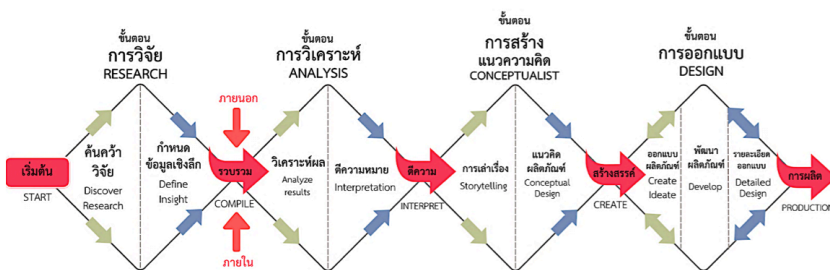 ขั้นตอน
การวิจัย
RESEARCH
ขั้นตอน
การวิเคราะห์
ANALYSIS
ขั้นตอน
การสร้าง
แนวความคิด
CONCEPTUALIST
ขั้นตอน
การออกแบบ
DESIGN
เริ่มต้น
START
ค้นคว้า
วิจัย
Discover
Research
กำหนด
ข้อมูลเชิงลึก
Define
Insight
ภายนอก
รวบรวม
COMPILE
ภายใน
วิเคราะห์ผล
Analyze
results
ตีความหมาย
Interpretation
ตีความ
INTERPRET
การเล่าเรื่อง
Storytelling
แนวคิด
ผลิตภัณฑ์
Conceptual
Design
สร้างสรรค์
CREATE
ออกแบบ
ผลิตภัณฑ์
Create
Ideate
พัฒนา
ผลิตภัณฑ์
Develop
รายละเอียด
ออกแบบ
Detailed
Design
การผลิต
PRODUCTION